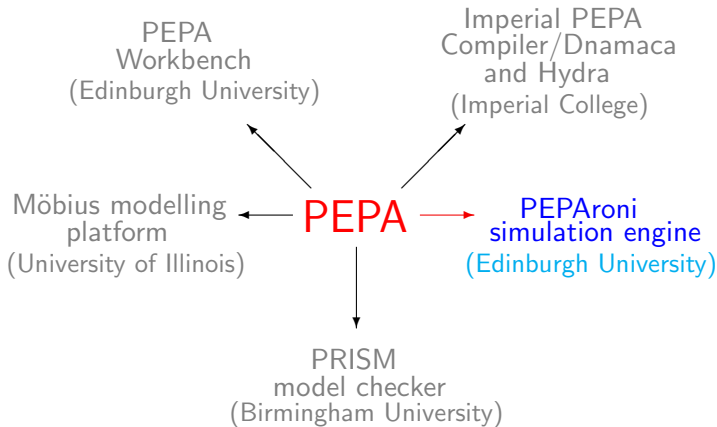 PEPA
Workbench
(Edinburgh University)
Imperial PEPA
Compiler/Dnamaca
and Hydra
(Imperial College)
Möbius modelling
platform
(University of Illinois)
PEPA
PEPAroni
simulation engine
(Edinburgh University)
PRISM
model checker
(Birmingham University)